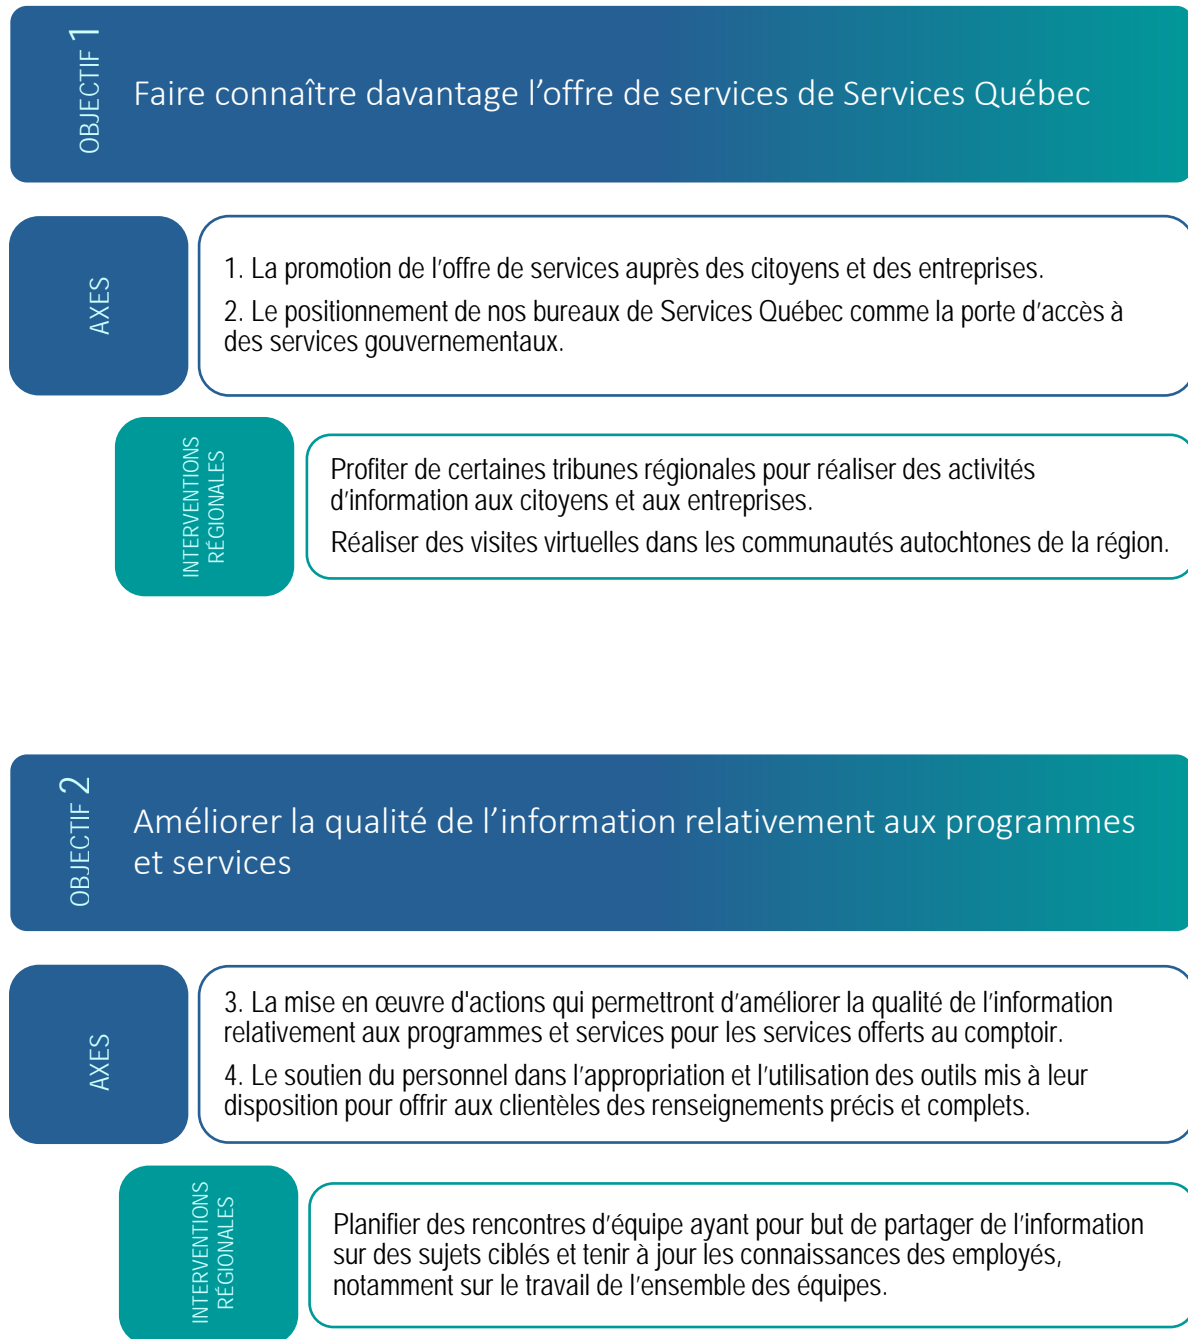 OBJECTIF 1
Faire connaître davantage l’offre de services de Services Québec
AXES
1. La promotion de l’offre de services auprès des citoyens et des entreprises.
2. Le positionnement de nos bureaux de Services Québec comme la porte d’accès à
des services gouvernementaux.
INTERVENTIONS
RÉGIONALES
Profiter de certaines tribunes régionales pour réaliser des activités
d’information aux citoyens et aux entreprises.
Réaliser des visites virtuelles dans les communautés autochtones de la région.
OBJECTIF 2
Améliorer la qualité de l’information relativement aux programmes
et services
AXES
3. La mise en œuvre d'actions qui permettront d’améliorer la qualité de l’information
relativement aux programmes et services pour les services offerts au comptoir.
4. Le soutien du personnel dans l’appropriation et l’utilisation des outils mis à leur
disposition pour offrir aux clientèles des renseignements précis et complets.
INTERVENTIONS
RÉGIONALES
Planifier des rencontres d’équipe ayant pour but de partager de l’information
sur des sujets ciblés et tenir à jour les connaissances des employés,
notamment sur le travail de l’ensemble des équipes.